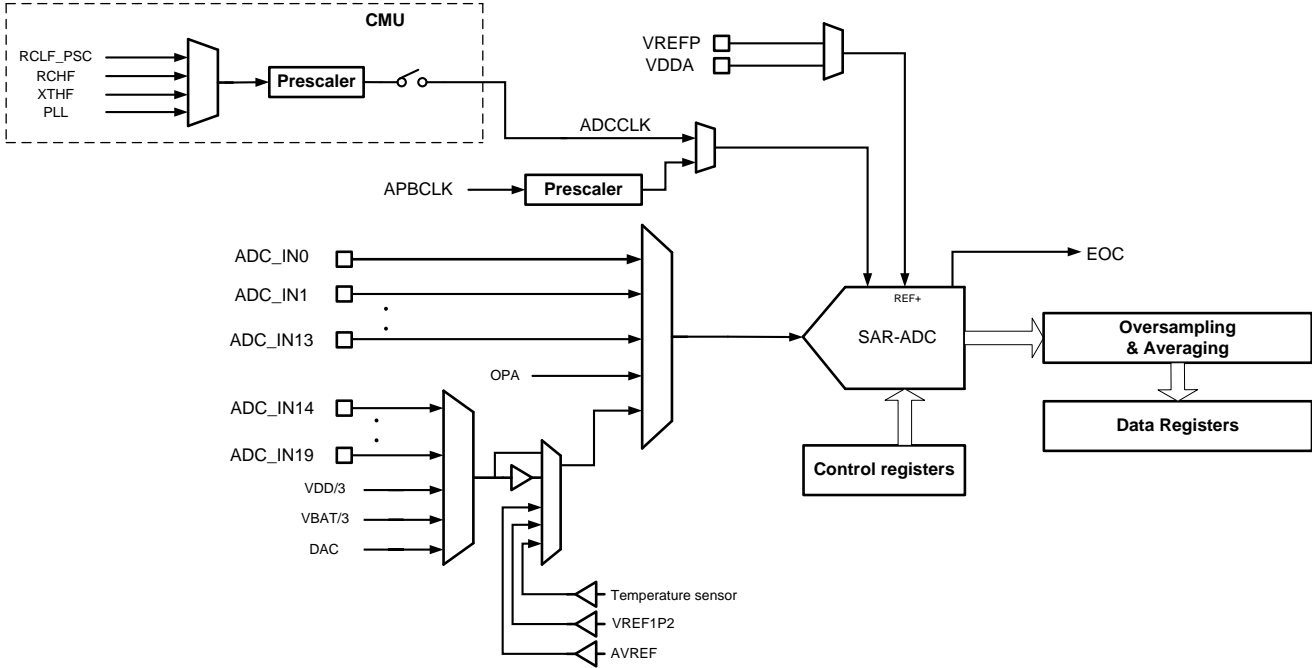 CMU
RCLF_PSC
RCHF
XTHF
PLL
Prescaler
VREFP
VDDA
ADCCLK
APBCLK
Prescaler
ADC_IN0
ADC_IN1
ADC_IN13
OPA
ADC_IN14
ADC_IN19
VDD/3
VBAT/3
DAC
Temperature sensor
VREF1P2
AVREF
REF+
SAR-ADC
EOC
Control registers
Oversampling
& Averaging
Data Registers